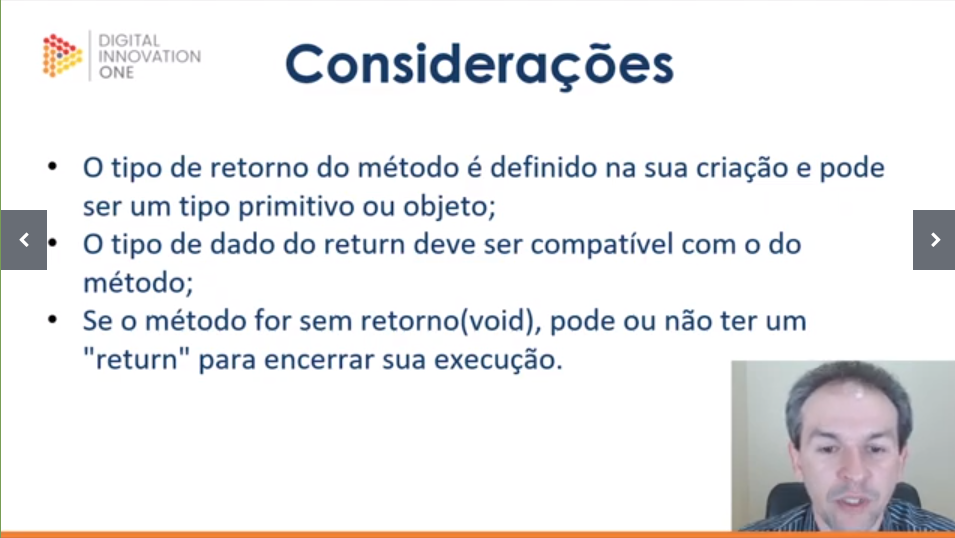 DIGITAL
INNOVATION
ONE
Considerações
• O tipo de retorno do método é definido na sua criação e pode
ser um tipo primitivo ou objeto;
• O tipo de dado do return deve ser compatível com o do
método;
• Se o método for sem retorno(void), pode ou não ter um
"return" para encerrar sua execução.